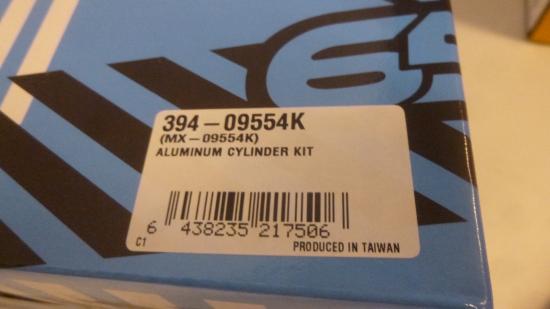 394-09554K
(MX-09554K)
ALUMINUM CYLINDER KIT
6 438235 217506
C1
PRODUCED IN TAIWAN